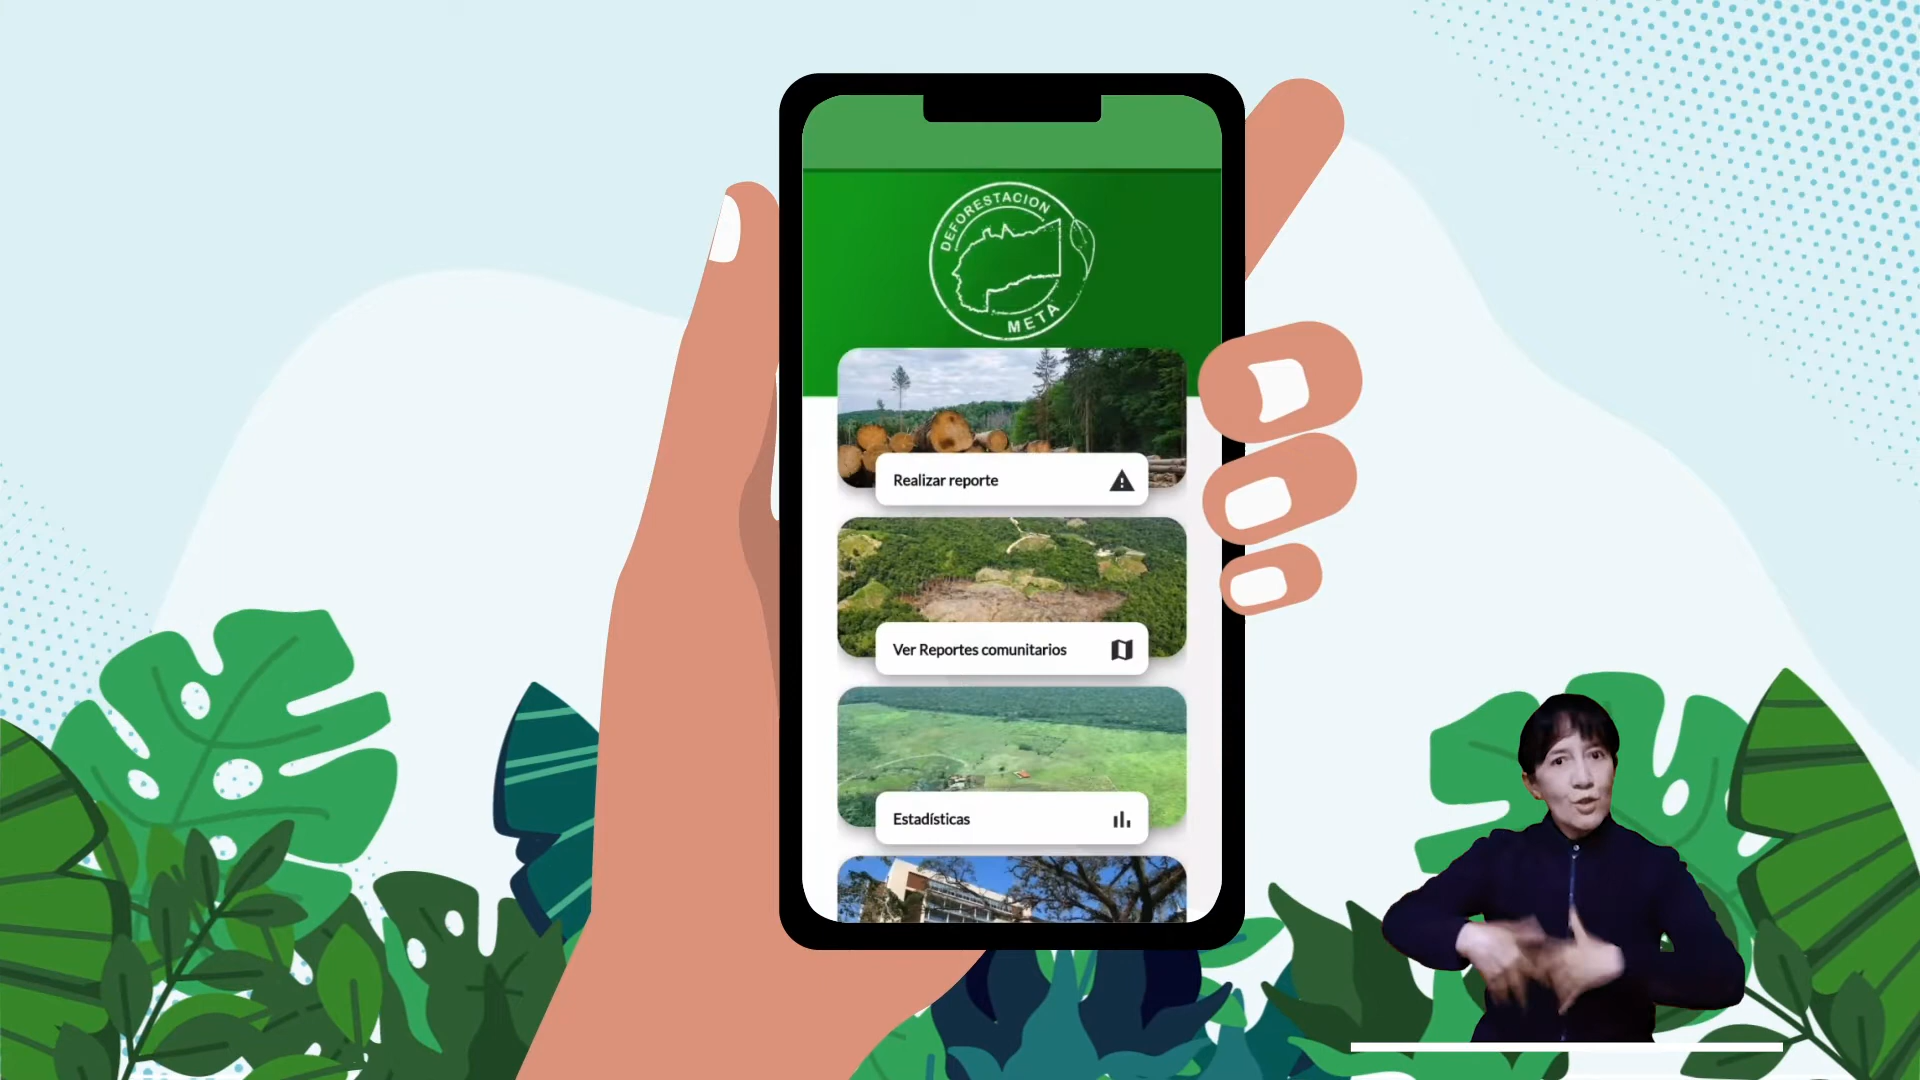 DEFORESTACION
META
Realizar reporte
Ver Reportes comunitarios
Estadísticas